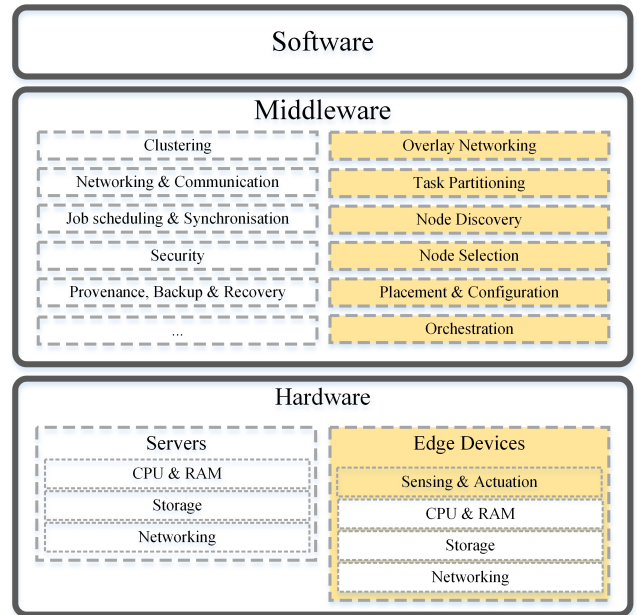 Software
Middleware
Clustering
Networking & Communication
Job scheduling & Synchronisation
Security
Provenance, Backup & Recovery
...
Overlay Networking
Task Partitioning
Node Discovery
Node Selection
Placement & Configuration
Orchestration
Hardware
Servers
CPU & RAM
Storage
Networking
Edge Devices
Sensing & Actuation
CPU & RAM
Storage
Networking